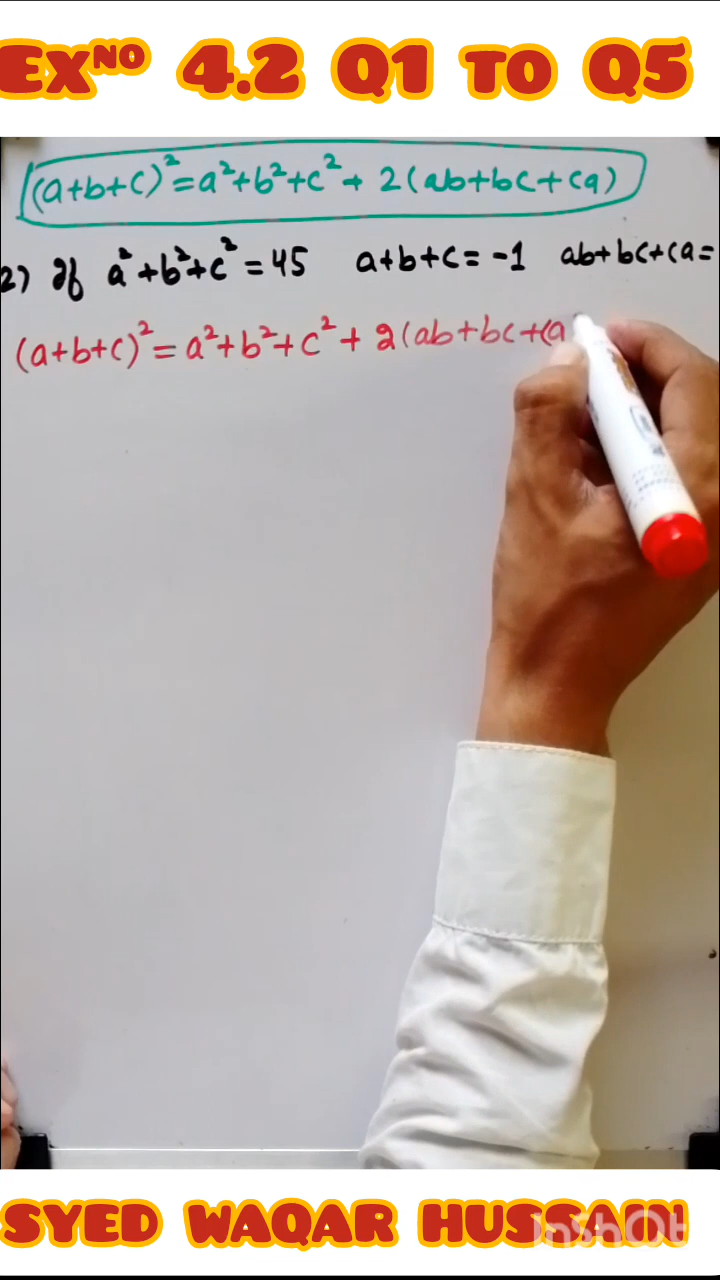 Exᴺᴼ 4.2 Q1 TO Q5
(a+b+c)²=a²+b²+c²+ 2(ab+bc+ca)
2) If a²+b²+c²=45 a+b+c=-1 ab+bc+ca=
(a+b+c)²=a²+b²+c²+ 2(ab+bc+ca
SYED WAQAR HUSSAIN
InShOt